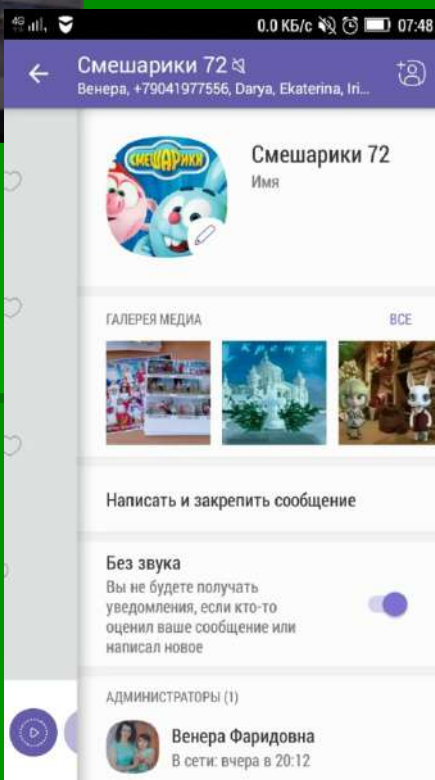 4G
0.0 КБ/с
07:48
Смешарики 72
Венера, +79041977556, Darya, Ekaterina, Iri...
СМЕШАРИКИ
Смешарики 72
Имя
ГАЛЕРЕЯ МЕДИА
ВСЕ
Написать и закрепить сообщение
Без звука
Вы не будете получать
уведомления, если кто-то
оценил ваше сообщение или
написал новое
АДМИНИСТРАТОРЫ (1)
Венера Фаридовна
В сети: вчера в 20:12